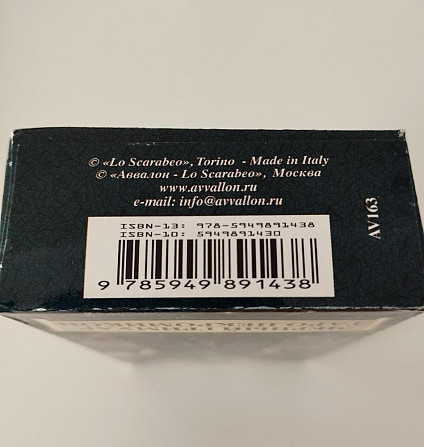 © «Lo Scarabeo», Torino - Made in Italy
© «Аввалон - Lo Scarabeo», Москва
www.avvallon.ru
e-mail: info@avvallon.ru
AV163
ISBN-13: 978-5949891438
ISBN-10: 5949891430
9 785949 891438